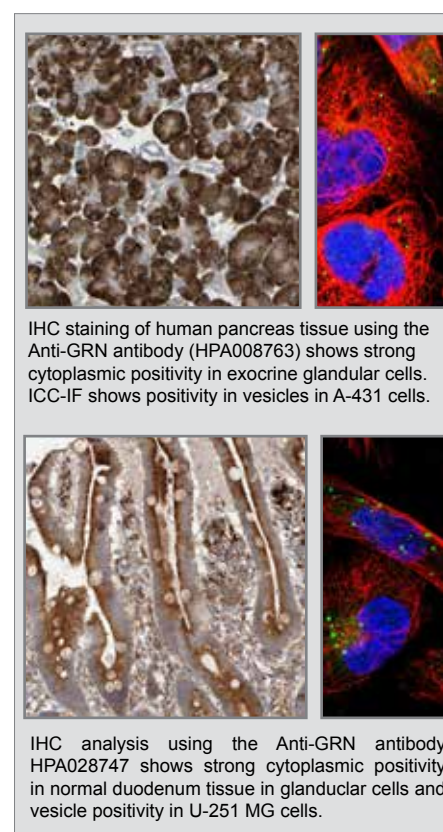 IHC staining of human pancreas tissue using the
Anti-GRN antibody (HPA008763) shows strong
cytoplasmic positivity in exocrine glandular cells.
ICC-IF shows positivity in vesicles in A-431 cells.
IHC analysis using the Anti-GRN antibody
HPA028747 shows strong cytoplasmic positivity
in normal duodenum tissue in glanduclar cells and
vesicle positivity in U-251 MG cells.